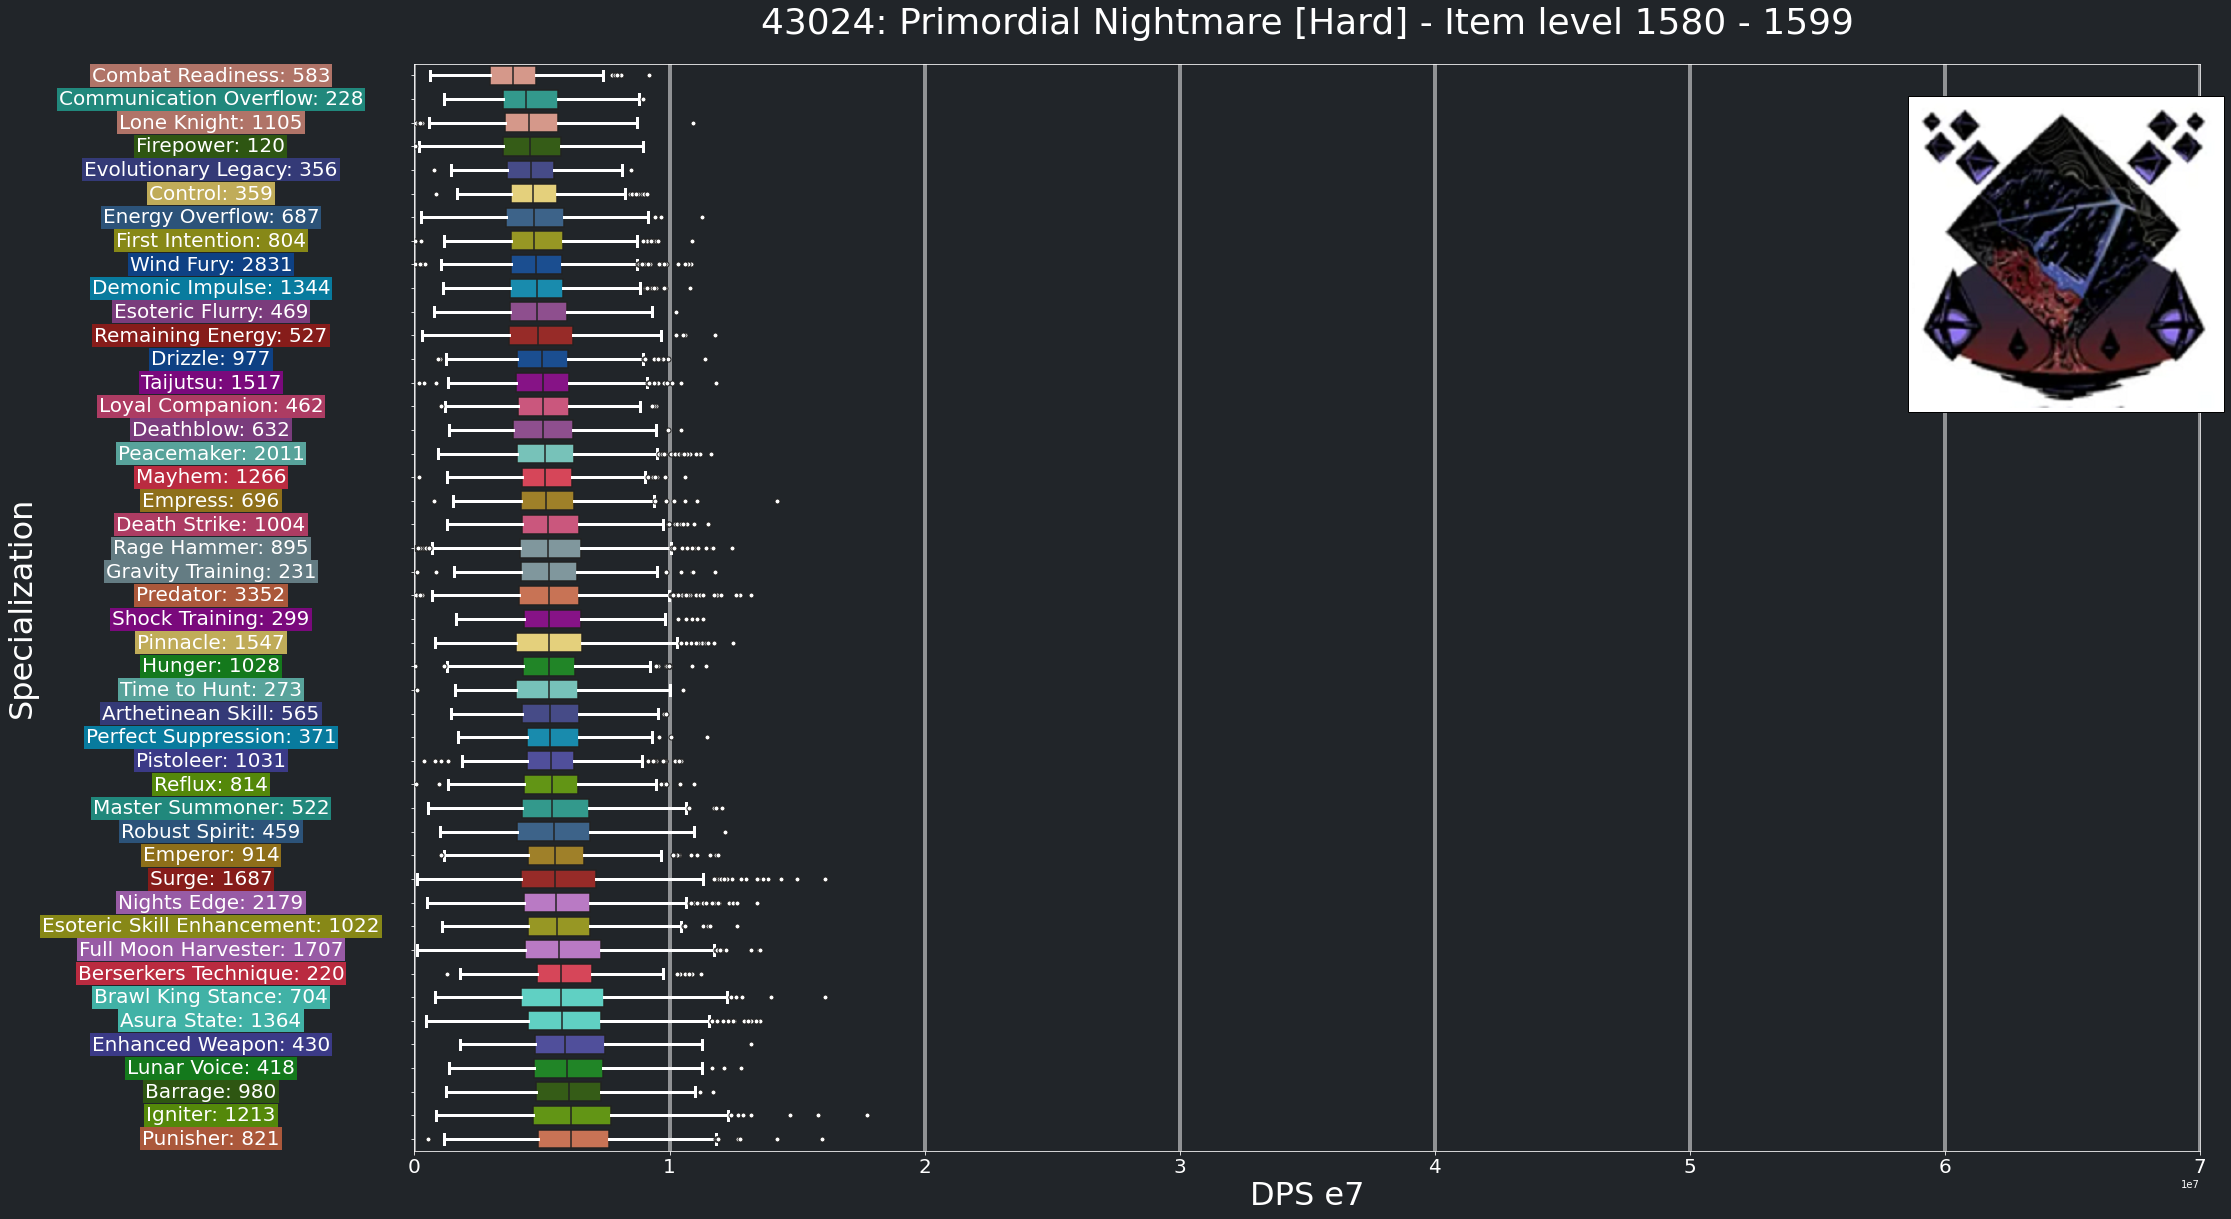 43024: Primordial Nightmare [Hard] - Item level 1580 - 1599
Combat Readiness: 583
Communication Overflow: 228
Lone Knight: 1105
Firepower: 120
Evolutionary Legacy: 356
Control: 359
Energy Overflow: 687
First Intention: 804
Wind Fury: 2831
Demonic Impulse: 1344
Esoteric Flurry: 469
Remaining Energy: 527
Drizzle: 977
Taijutsu: 1517
Loyal Companion: 462
Deathblow: 632
Peacemaker: 2011
Mayhem: 1266
Empress: 696
Death Strike: 1004
Rage Hammer: 895
Gravity Training: 231
Predator: 3352
Shock Training: 299
Pinnacle: 1547
Hunger: 1028
Time to Hunt: 273
Arthetinean Skill: 565
Perfect Suppression: 371
Pistoleer: 1031
Reflux: 814
Master Summoner: 522
Robust Spirit: 459
Emperor: 914
Surge: 1687
Nights Edge: 2179
Esoteric Skill Enhancement: 1022
Full Moon Harvester: 1707
Berserkers Technique: 220
Brawl King Stance: 704
Asura State: 1364
Enhanced Weapon: 430
Lunar Voice: 418
Barrage: 980
Igniter: 1213
Punisher: 821
Specialization
0 1 2 3 4 5 6 7
1e7
DPS e7